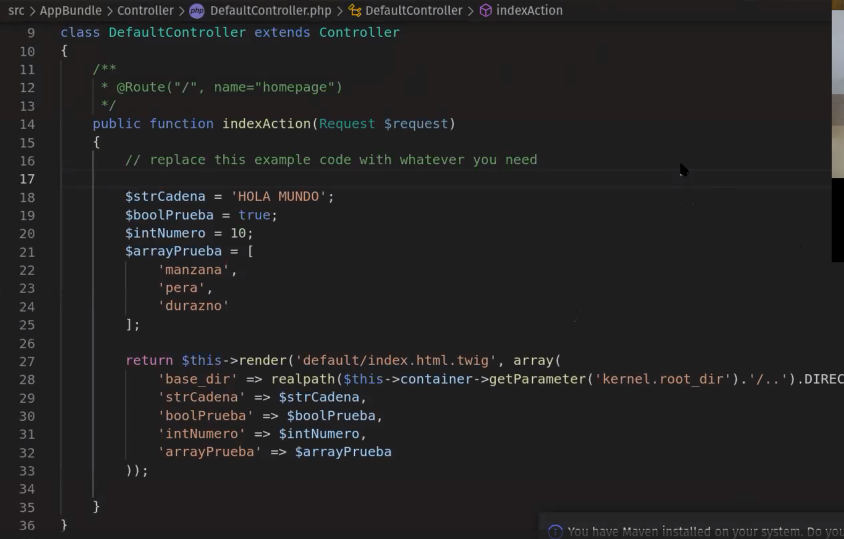 src > AppBundle > Controller > php DefaultController.php > DefaultController > indexAction
9 class DefaultController extends Controller
10 {
11 /**
12 * @Route("/", name="homepage")
13 */
14 public function indexAction(Request $request)
15 {
16 // replace this example code with whatever you need
17
18 $strCadena = 'HOLA MUNDO';
19 $boolPrueba = true;
20 $intNumero = 10;
21 $arrayPrueba = [
22 'manzana',
23 'pera',
24 'durazno'
25 ];
26
27 return $this->render('default/index.html.twig', array(
28 'base_dir' => realpath($this->container->getParameter('kernel.root_dir').'/..').DIREC
29 'strCadena' => $strCadena,
30 'boolPrueba' => $boolPrueba,
31 'intNumero' => $intNumero,
32 'arrayPrueba' => $arrayPrueba
33 ));
34
35 }
36 }
You have Maven installed on your system. Do you